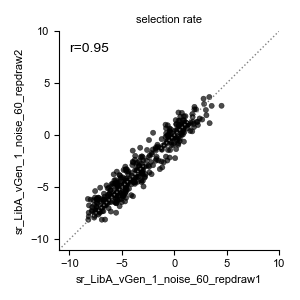 selection rate
10
5
0
−5
−10
sr_LibA_vGen_1_noise_60_repdraw2
r=0.95
−10 −5 0 5 10
sr_LibA_vGen_1_noise_60_repdraw1